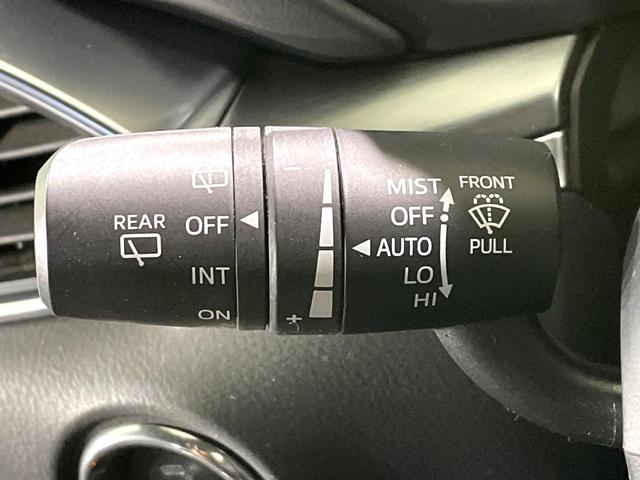 REAR
OFF
INT
ON
−
+
MIST
OFF
AUTO
LO
HI
FRONT
PULL